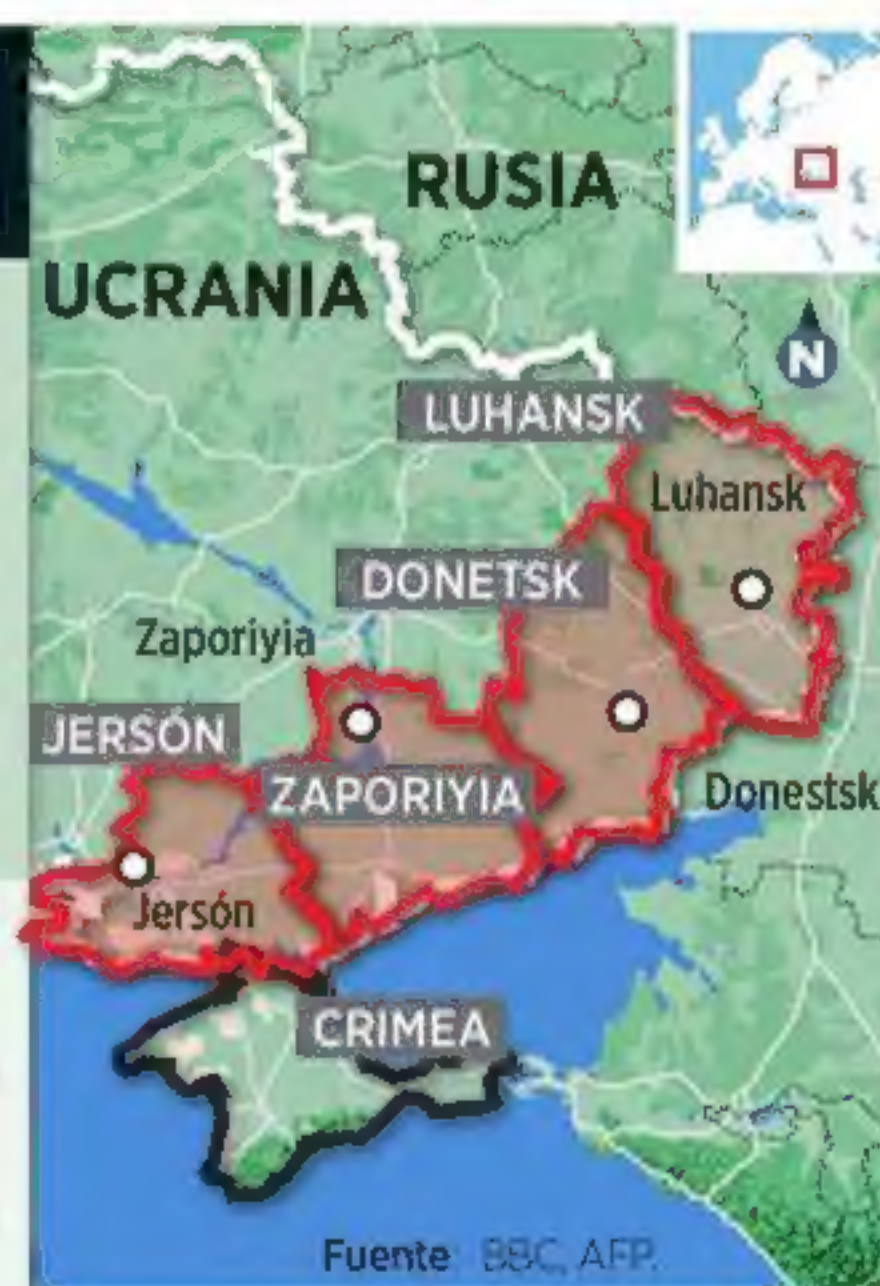 RUSIA
UCRANIA
N
LUHANSK
Luhansk
DONETSK
Zaporiyia
JERSÓN
ZAPORIYIA
Donestsk
Jersón
CRIMEA
Fuente BBC, AFP.